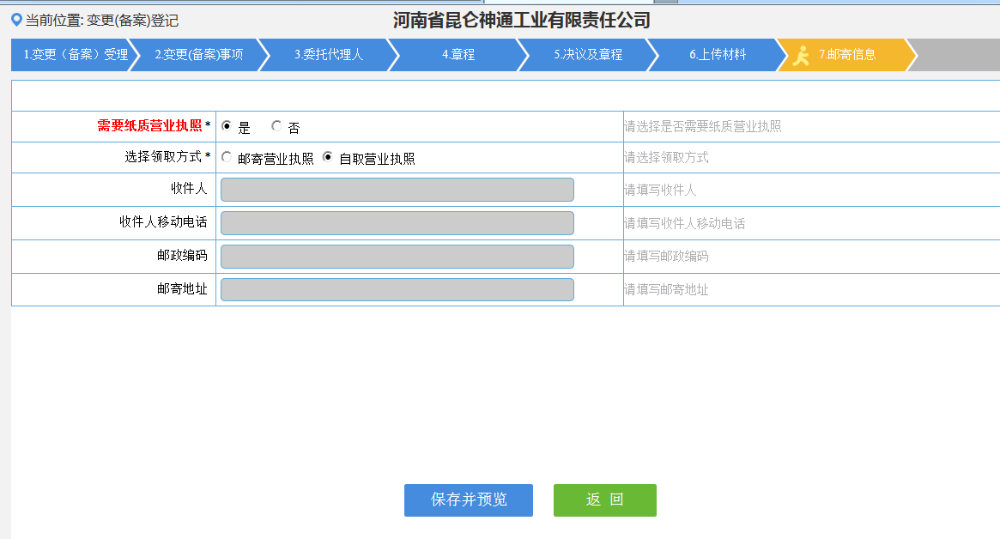 当前位置: 变更(备案)登记
河南省昆仑神通工业有限责任公司
1.变更（备案）受理
2.变更(备案)事项
3.委托代理人
4.章程
5.决议及章程
6.上传材料
7.邮寄信息
需要纸质营业执照 * 是 否 请选择是否需要纸质营业执照
选择领取方式 * 邮寄营业执照 自取营业执照 请选择领取方式
收件人 请填写收件人
收件人移动电话 请填写收件人移动电话
邮政编码 请填写邮政编码
邮寄地址 请填写邮寄地址
保存并预览 返 回